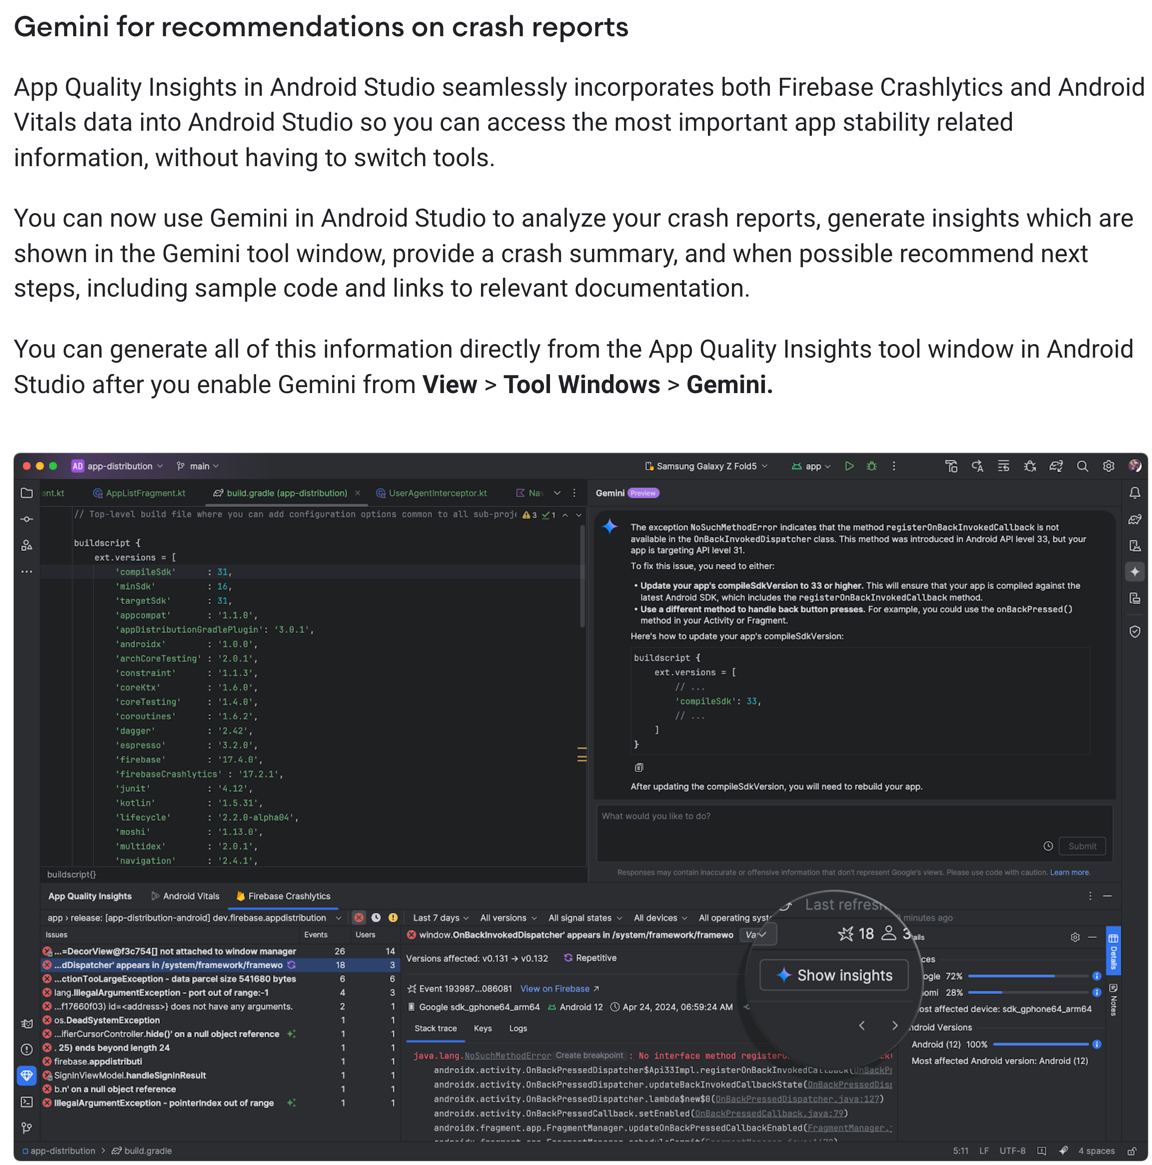 Gemini for recommendations on crash reports
App Quality Insights in Android Studio seamlessly incorporates both Firebase Crashlytics and Android
Vitals data into Android Studio so you can access the most important app stability related
information, without having to switch tools.
You can now use Gemini in Android Studio to analyze your crash reports, generate insights which are
shown in the Gemini tool window, provide a crash summary, and when possible recommend next
steps, including sample code and links to relevant documentation.
You can generate all of this information directly from the App Quality Insights tool window in Android
Studio after you enable Gemini from View > Tool Windows > Gemini.
AD app-distribution main Samsung Galaxy Z Fold5 app
ent.kt AppListFragment.kt build.gradle (app-distribution) UserAgentInterceptor.kt Na
// Top-level build file where you can add configuration options common to all sub-proje 3 1
buildscript {
ext.versions = [
'compileSdk' : 31,
'minSdk' : 16,
'targetSdk' : 31,
'appcompat' : '1.1.0',
'appDistributionGradlePlugin': '3.0.1',
'androidx' : '1.0.0',
'archCoreTesting' : '2.0.1',
'constraint' : '1.1.3',
'coreKtx' : '1.6.0',
'coreTesting' : '1.4.0',
'coroutines' : '1.6.2',
'dagger' : '2.42',
'espresso' : '3.2.0',
'firebase' : '17.4.0',
'firebaseCrashlytics' : '17.2.1',
'junit' : '4.12',
'kotlin' : '1.5.31',
'lifecycle' : '2.2.0-alpha04',
'moshi' : '1.13.0',
'multidex' : '2.0.1',
'navigation' : '2.4.1',
buildscript{}
Gemini Preview
The exception NoSuchMethodError indicates that the method registerOnBackInvokedCallback is not
available in the OnBackInvokedDispatcher class. This method was introduced in Android API level 33, but your
app is targeting API level 31.
To fix this issue, you need to either:
• Update your app's compileSdkVersion to 33 or higher. This will ensure that your app is compiled against the
latest Android SDK, which includes the registerOnBackInvokedCallback method.
• Use a different method to handle back button presses. For example, you could use the onBackPressed()
method in your Activity or Fragment.
Here's how to update your app's compileSdkVersion:
buildscript {
ext.versions = [
// ...
'compileSdk': 33,
// ...
]
}
After updating the compileSdkVersion, you will need to rebuild your app.
What would you like to do?
Submit
Responses may contain inaccurate or offensive information that don't represent Google's views. Please use code with caution. Learn more.
App Quality Insights Android Vitals Firebase Crashlytics
app › release: [app-distribution-android] dev.firebase.appdistribution Last 7 days All versions All signal states All devices All operating syste Last refresh minutes ago
Issues Events Users
...=DecorView@f3c754[] not attached to window manager 26 14
...dDispatcher' appears in /system/framework/framewo 18 3
...ctionTooLargeException - data parcel size 541680 bytes 6 6
lang.IllegalArgumentException - port out of range:-1 4 3
...f17660f03) id=<address>} does not have any arguments. 2 1
os.DeadSystemException 1 1
...ifierCursorController.hide()' on a null object reference 1 1
. 25) ends beyond length 24 1 1
firebase.appdistributi 1 1
SignInViewModel.handleSignInResult 1 1
b.n' on a null object reference 1 1
IllegalArgumentException - pointerIndex out of range 1 1
window.OnBackInvokedDispatcher' appears in /system/framework/framewo Va 18 3 ails
Versions affected: v0.131 → v0.132 Repetitive
Event 193987...086081 View on Firebase
Google sdk_gphone64_arm64 Android 12 Apr 24, 2024, 06:59:24 AM
Stack trace Keys Logs
java.lang.NoSuchMethodError Create breakpoint : No interface method register
androidx.activity.OnBackPressedDispatcher$Api33Impl.registerOnBackInvokedCallback(OnBackPr
androidx.activity.OnBackPressedDispatcher.updateBackInvokedCallbackState(OnBackPressedDisp
androidx.activity.OnBackPressedDispatcher.lambda$new$0(OnBackPressedDispatcher.java:127)
androidx.activity.OnBackPressedCallback.setEnabled(OnBackPressedCallback.java:79)
androidx.fragment.app.FragmentManager.updateOnBackPressedCallbackEnabled(FragmentManager.
Show insights
ces
ogle 72%
omi 28%
ost affected device: sdk_gphone64_arm64
ndroid Versions
Android (12) 100%
Most affected Android version: Android (12)
Details
Notes
app-distribution > build.gradle 5:11 LF UTF-8 4 spaces